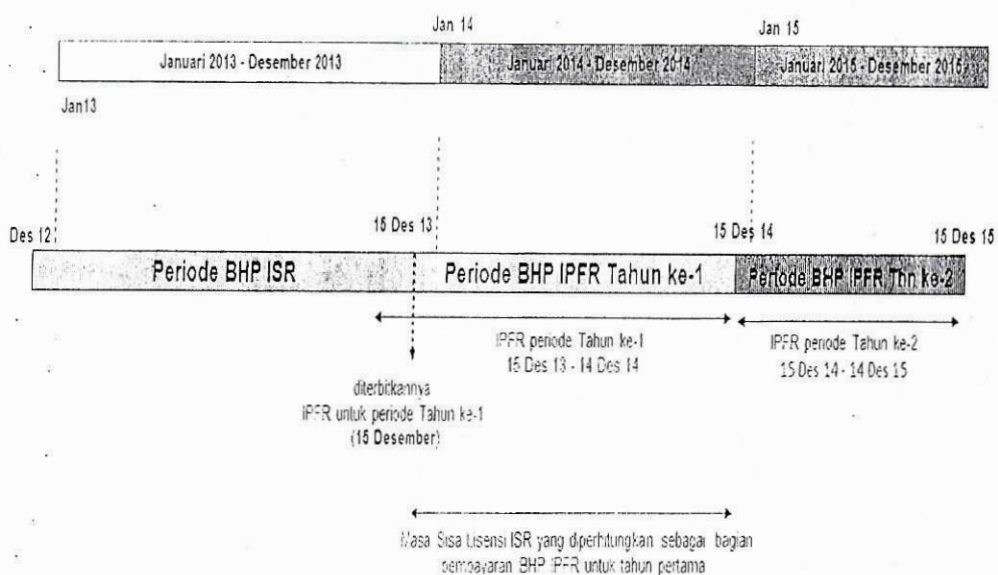 Jan 14
Jan 15
Januari 2013 - Desember 2013
Januari 2014 - Desember 2014
Januari 2015 - Desember 2015
Jan13
Des 12
15 Des 13
15 Des 14
15 Des 15
Periode BHP ISR
Periode BHP IPFR Tahun ke-1
Periode BHP IPFR Thn ke-2
IPFR periode Tahun ke-1
15 Des 13 - 14 Des 14
IPFR periode Tahun ke-2
15 Des 14 - 14 Des 15
diterbitkannya
IPFR untuk periode Tahun ke-1
(15 Desember)
Masa Sisa Lisensi ISR yang diperhitungkan sebagai bagian
pembayaran BHP IPFR untuk tahun pertama